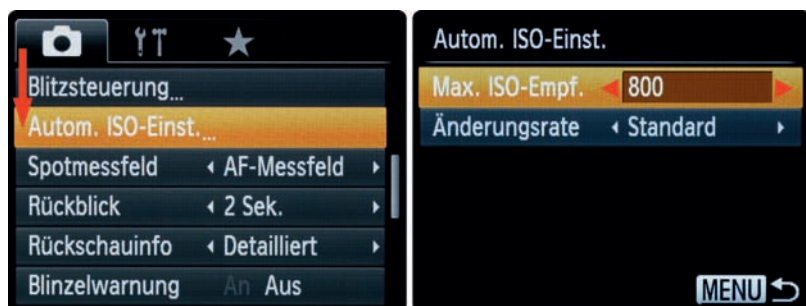 Blitzsteuerung...
Autom. ISO-Einst....
Spotmessfeld AF-Messfeld
Rückblick 2 Sek.
Rückschauinfo Detailliert
Blinzelwarnung An Aus
Autom. ISO-Einst.
Max. ISO-Empf. 800
Änderungsrate Standard
MENU